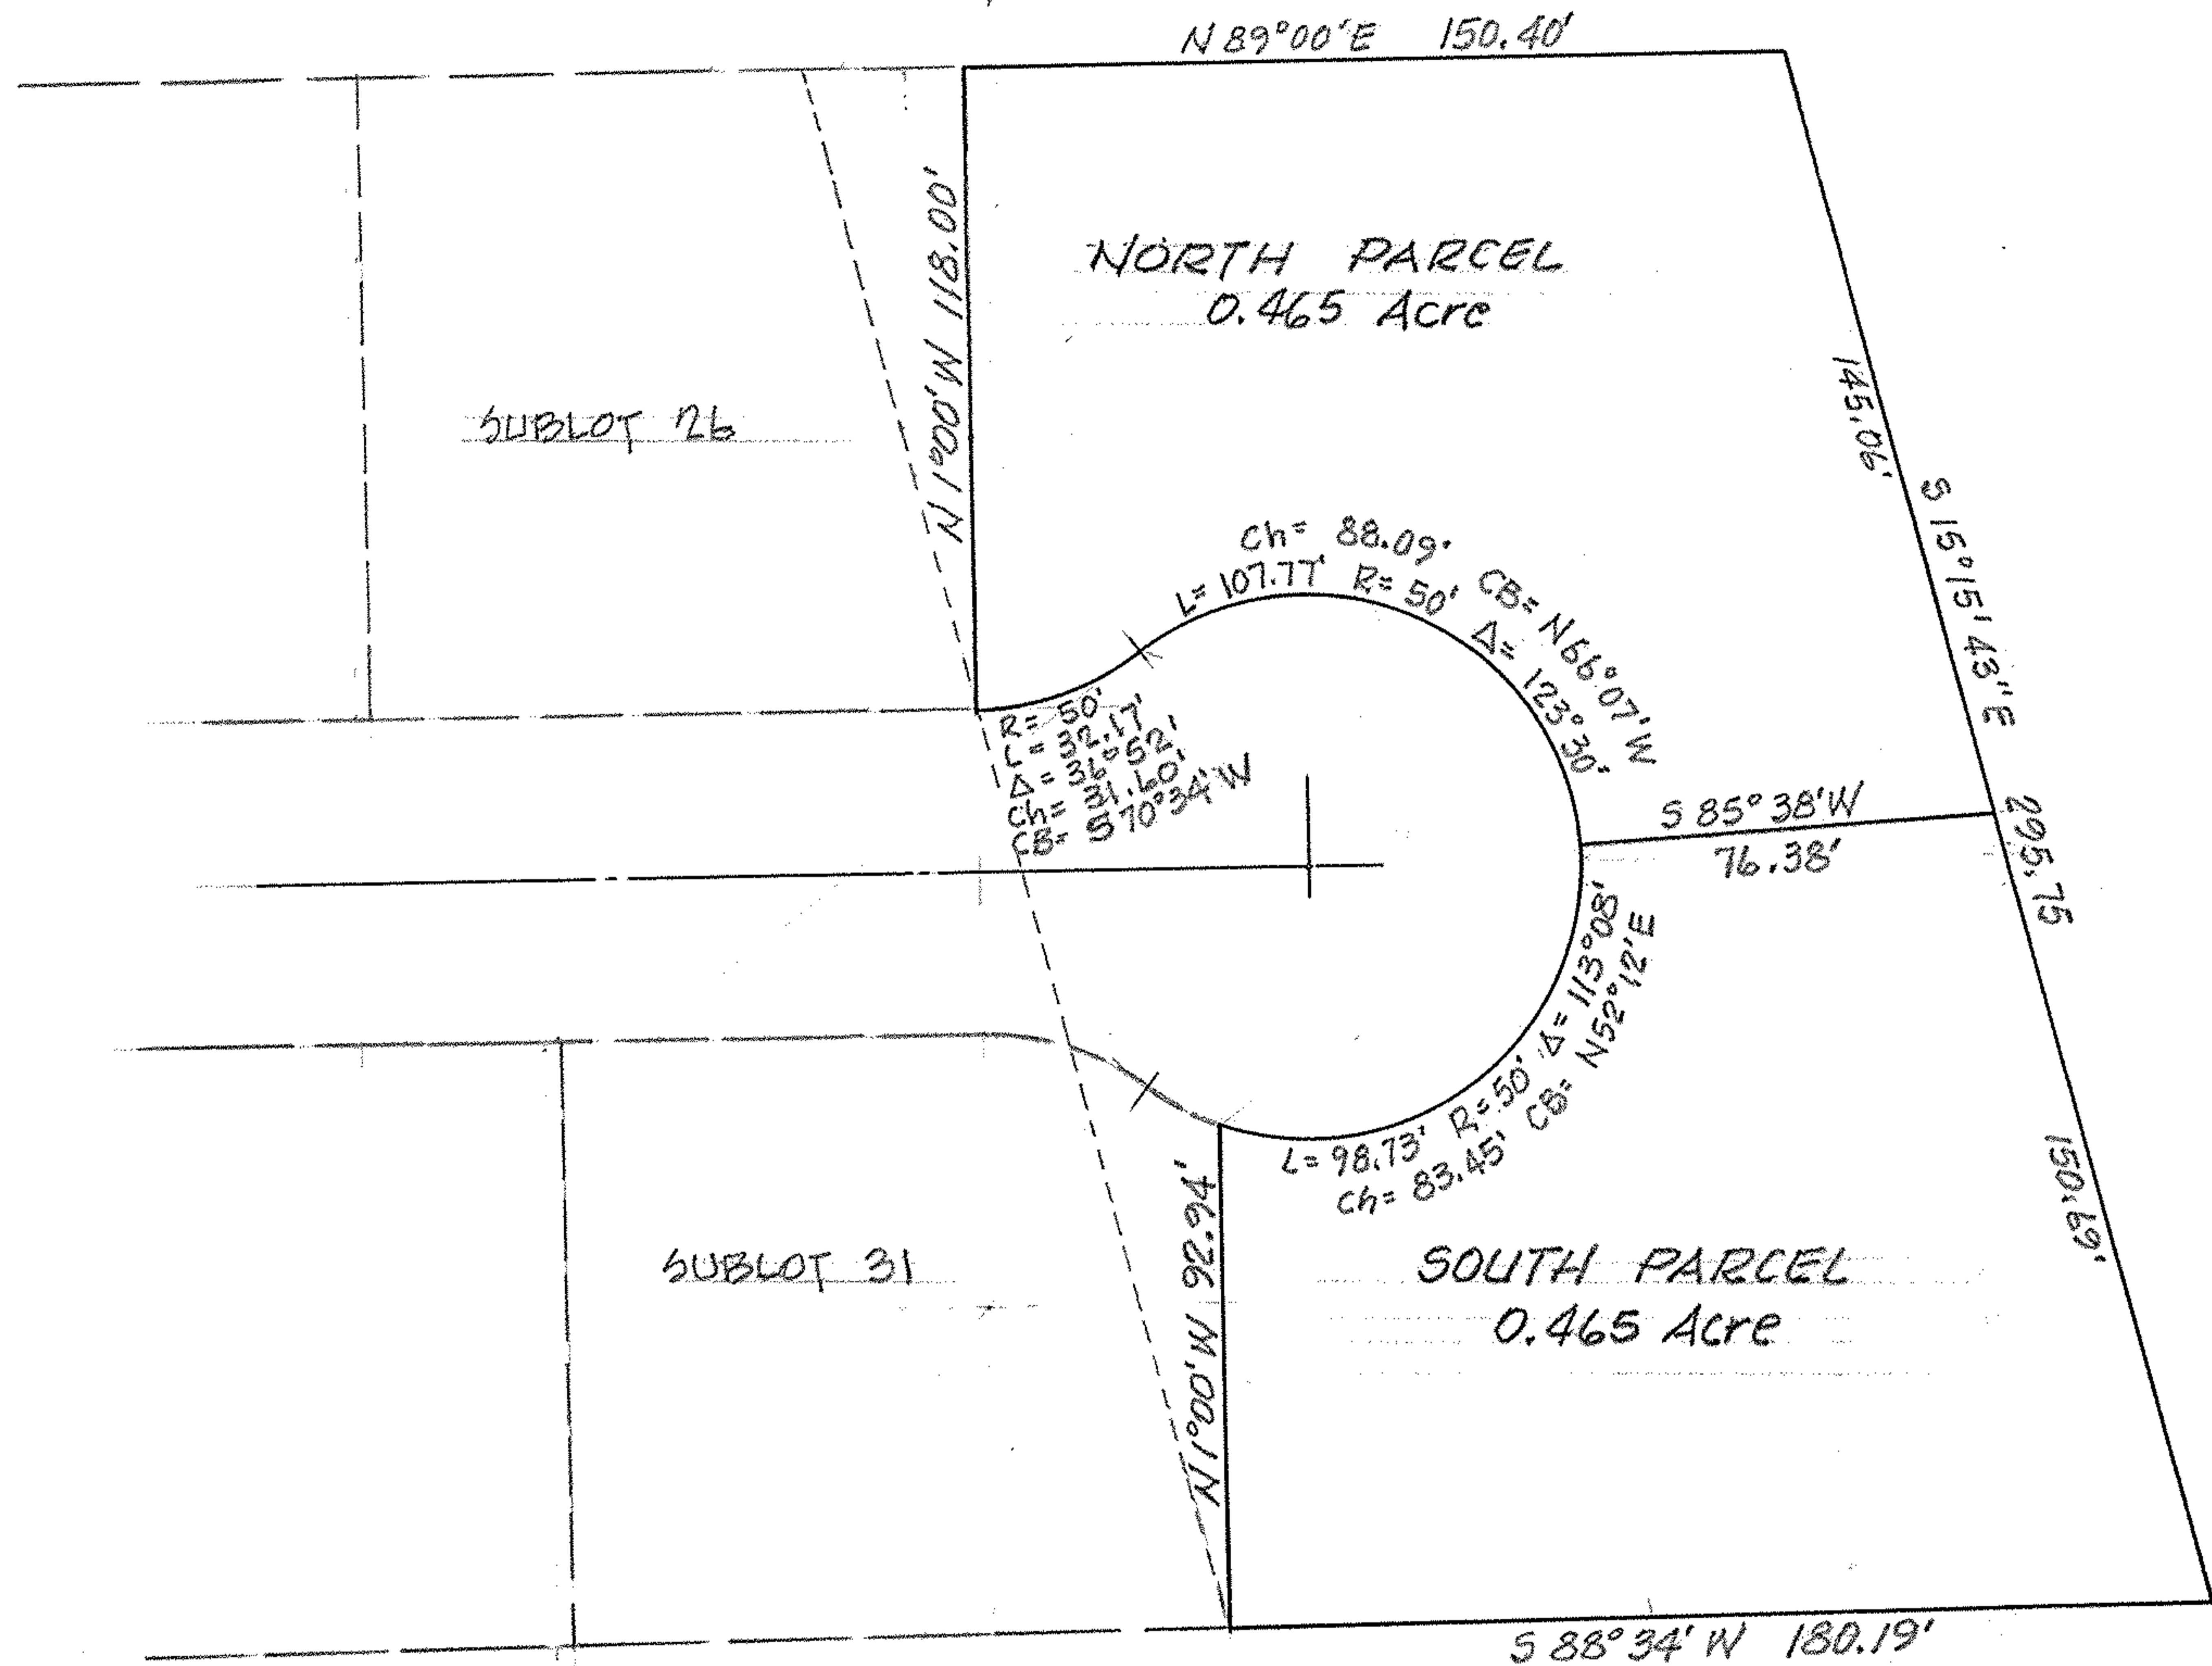 N 89°00'E 150.40'
N 1°00'W 118.00'
NORTH PARCEL
0.465 Acre
145.06'
S 15°15'43"E
295.75
SUBLOT 26
Ch= 88.09'
CB= N66°07'W
L= 107.77' R= 50' Δ= 123°30'
R= 50'
L= 32.17'
Δ= 36°52'
Ch= 31.60'
CB= S70°34'W
S 85°38'W
76.38'
L= 98.73' R= 50' Δ= 113°08'
Ch= 83.45' CB= N52°12'E
150.69'
SUBLOT 31
N 1°00'W 92.94'
SOUTH PARCEL
0.465 Acre
S 88°34' W 180.19'